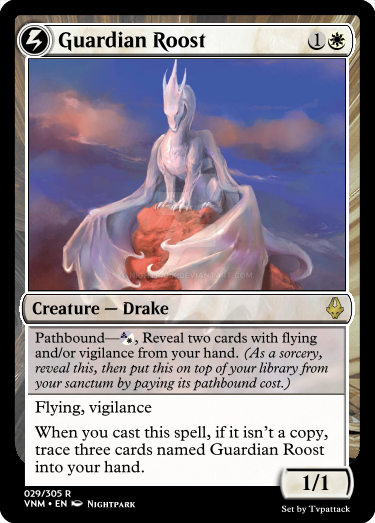 Guardian Roost
1
Creature — Drake
Pathbound—, Reveal two cards with flying
and/or vigilance from your hand. (As a sorcery,
reveal this, then put this on top of your library from
your sanctum by paying its pathbound cost.)
Flying, vigilance
When you cast this spell, if it isn't a copy,
trace three cards named Guardian Roost
into your hand.
1/1
029/305 R
VNM • EN Nightpark
Set by Tvpattack